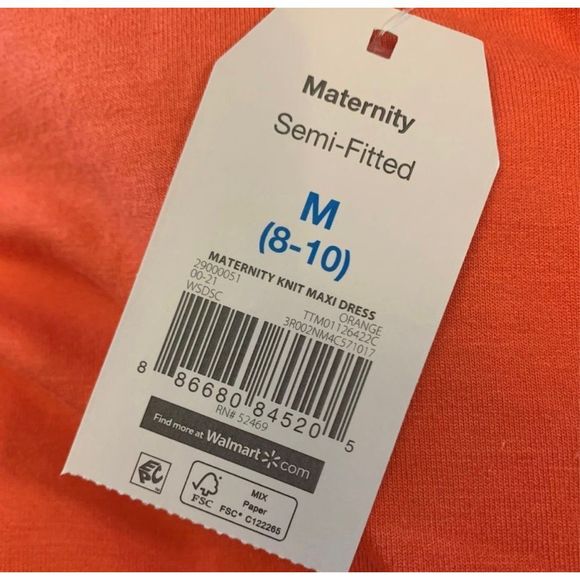 Maternity
Semi-Fitted
M
(8-10)
MATERNITY KNIT MAXI DRESS
29000051
ORANGE
00-21
TTM01126422C
WSDSC
3R002NM4C571017
8 86680 84520 5
RN# 52469
Find more at Walmart.com
FSC
MIX
Paper
FSC® C122265